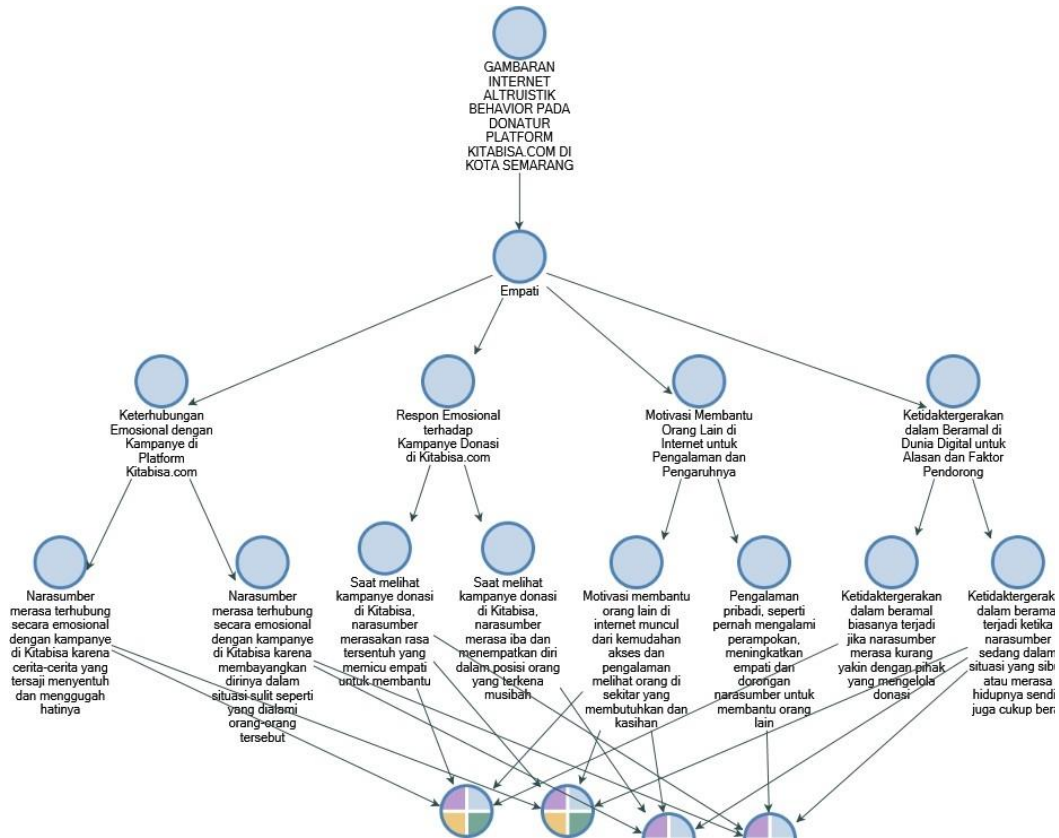 GAMBARAN
INTERNET
ALTRUISTIK
BEHAVIOR PADA
DONATUR
PLATFORM
KITABISA.COM DI
KOTA SEMARANG
Empati
Keterhubungan
Emosional dengan
Kampanye di
Platform
Kitabisa.com
Respon Emosional
terhadap
Kampanye Donasi
di Kitabisa.com
Motivasi Membantu
Orang Lain di
Internet untuk
Pengalaman dan
Pengaruhnya
Ketidaktergerakan
dalam Beramal di
Dunia Digital untuk
Alasan dan Faktor
Pendorong
Narasumber
merasa terhubung
secara emosional
dengan kampanye
di Kitabisa karena
cerita-cerita yang
tersaji menyentuh
dan menggugah
hatinya
Narasumber
merasa terhubung
secara emosional
dengan kampanye
di Kitabisa karena
membayangkan
dirinya dalam
situasi sulit seperti
yang dialami
orang-orang
tersebut
Saat melihat
kampanye donasi
di Kitabisa,
narasumber
merasakan rasa
tersentuh yang
memicu empati
untuk membantu
Saat melihat
kampanye donasi
di Kitabisa,
narasumber
merasa iba dan
menempatkan diri
dalam posisi orang
yang terkena
musibah
Motivasi membantu
orang lain di
internet muncul
dari kemudahan
akses dan
pengalaman
melihat orang di
sekitar yang
membutuhkan dan
kasihan
Pengalaman
pribadi, seperti
pernah mengalami
perampokan,
meningkatkan
empati dan
dorongan
narasumber untuk
membantu orang
lain
Ketidaktergerakan
dalam beramal
biasanya terjadi
jika narasumber
merasa kurang
yakin dengan pihak
yang mengelola
donasi
dalam
terjadi ketika
narasumber
sedang dalam
situasi yang
atau merasa
hidupnya
juga cukup